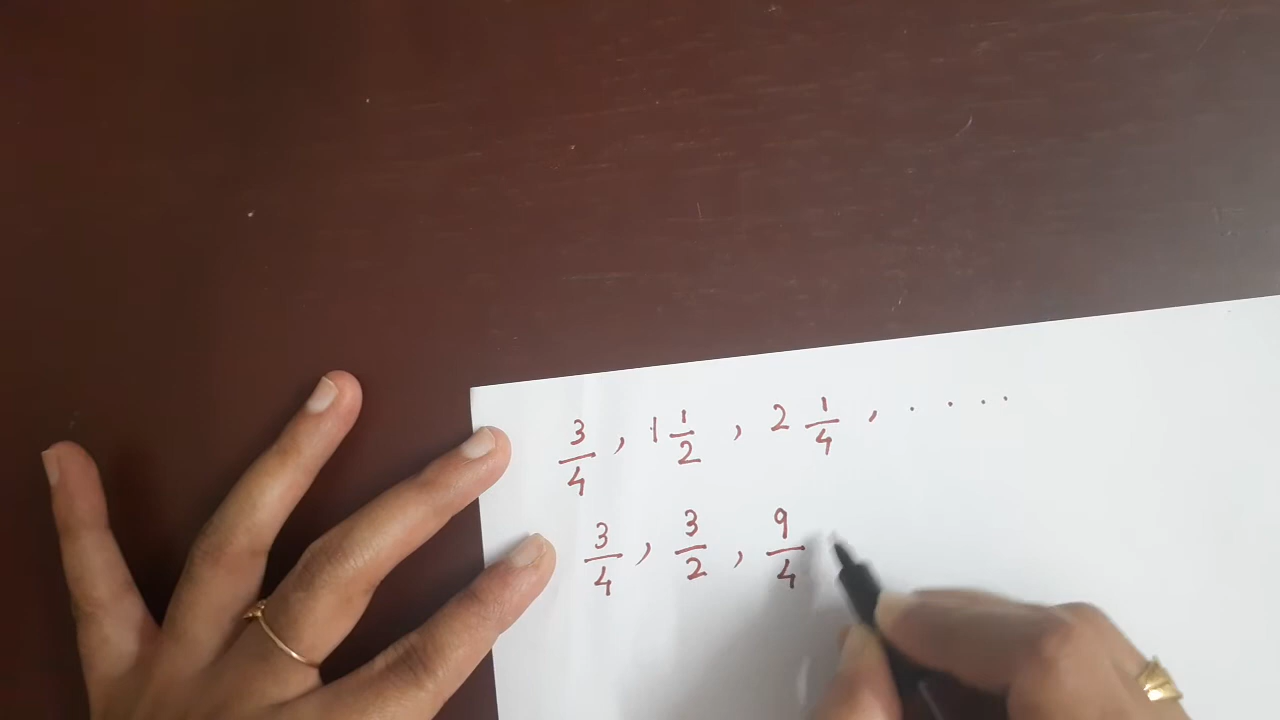 3/4, 1 1/2, 2 1/4, .....
3/4, 3/2, 9/4